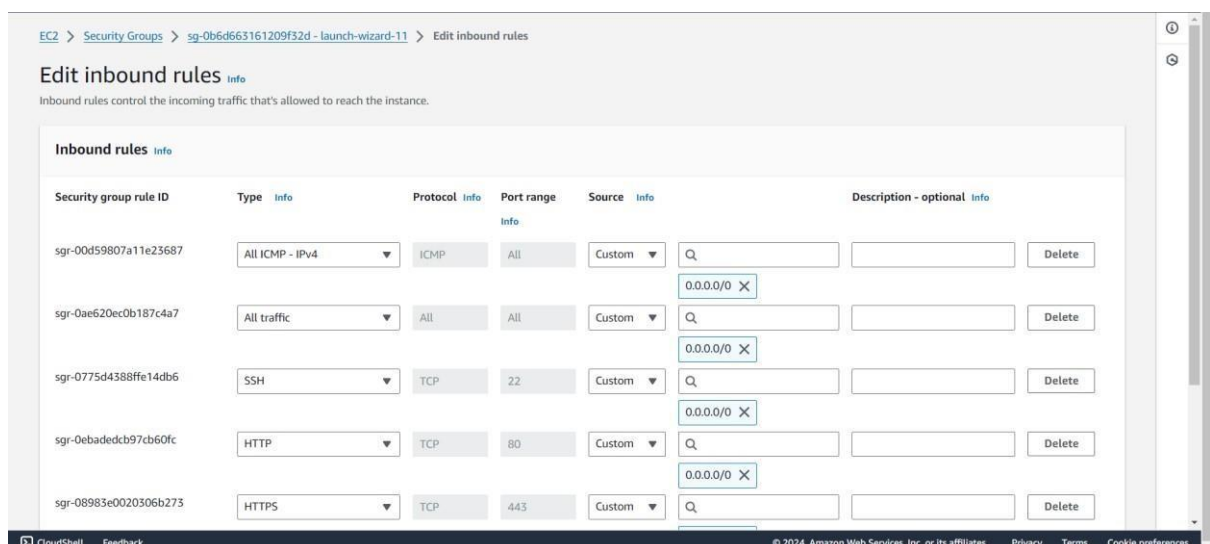 EC2 > Security Groups > sg-0b6d663161209f32d - launch-wizard-11 > Edit inbound rules
Edit inbound rules Info
Inbound rules control the incoming traffic that's allowed to reach the instance.
Inbound rules Info
Security group rule ID Type Info Protocol Info Port range Info Source Info Description - optional Info
sgr-00d59807a11e23687 All ICMP - IPv4 ICMP All Custom Delete
0.0.0.0/0
sgr-0ae620ec0b187c4a7 All traffic All All Custom Delete
0.0.0.0/0
sgr-0775d4388ffe14db6 SSH TCP 22 Custom Delete
0.0.0.0/0
sgr-0ebadedcb97cb60fc HTTP TCP 80 Custom Delete
0.0.0.0/0
sgr-08983e0020306b273 HTTPS TCP 443 Custom Delete
CloudShell Feedback © 2024, Amazon Web Services, Inc. or its affiliates. Privacy Terms Cookie preferences